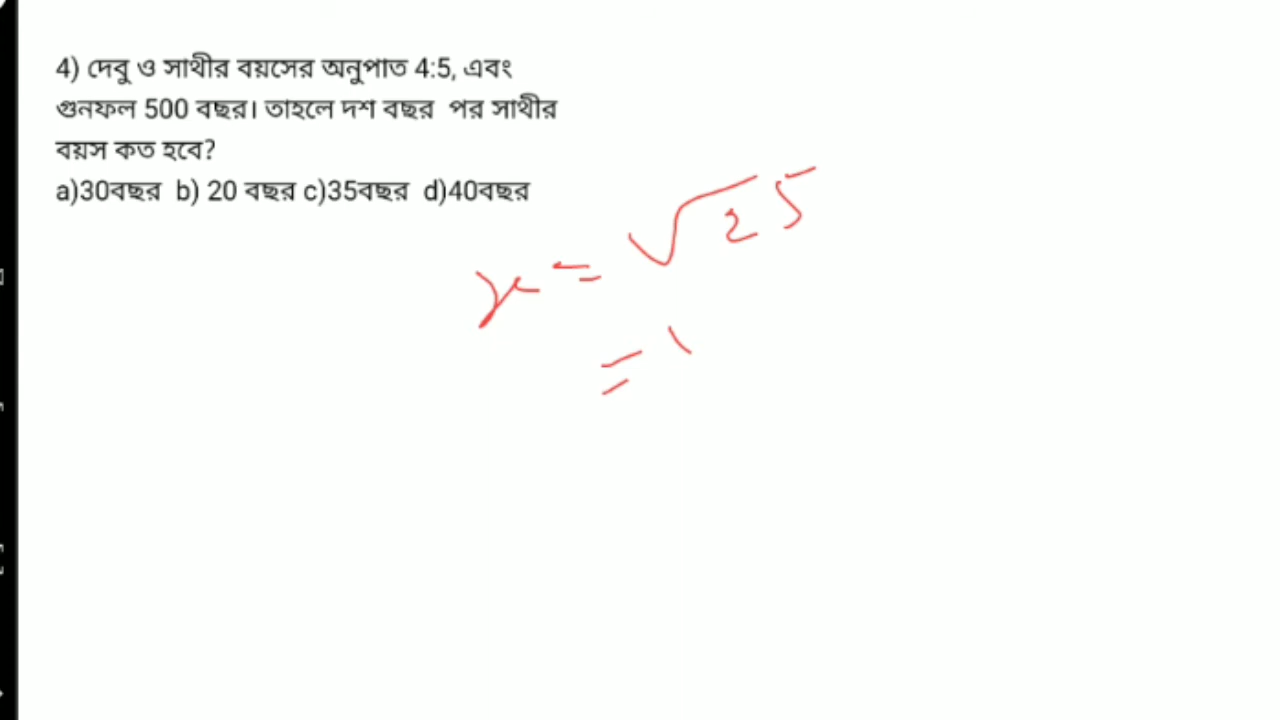 4) দেবু ও সাথীর বয়সের অনুপাত 4:5, এবং
গুনফল 500 বছর। তাহলে দশ বছর পর সাথীর
বয়স কত হবে?
a)30বছর b) 20 বছর c)35বছর d)40বছর
x = √25
=